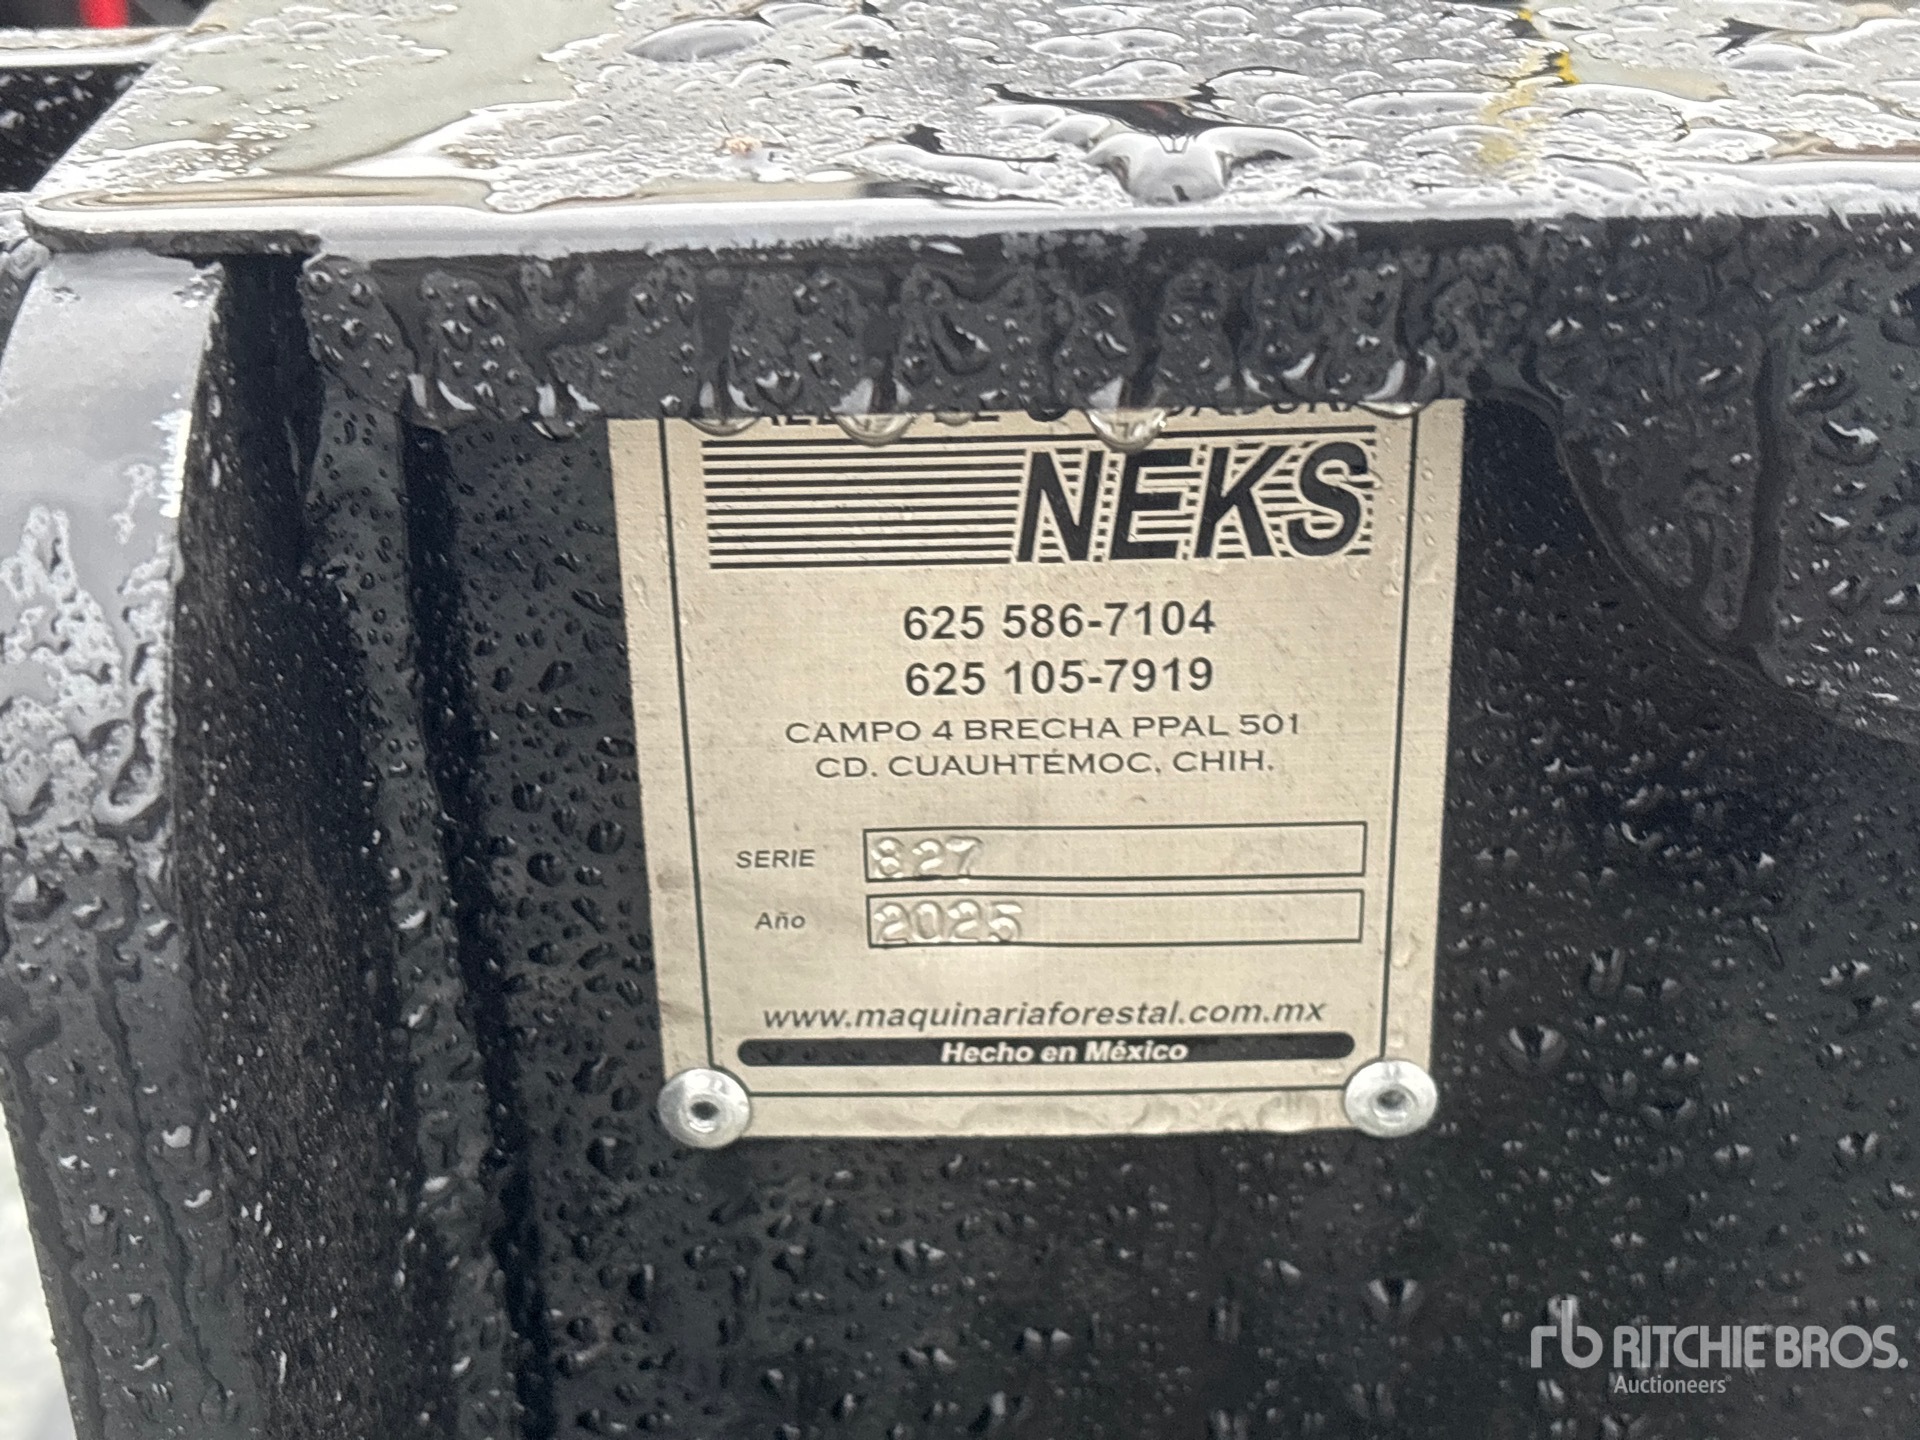 NEKS
625 586-7104
625 105-7919
CAMPO 4 BRECHA PPAL 501
CD. CUAUHTÉMOC, CHIH.
SERIE 827
Año 2025
www.maquinariaforestal.com.mx
Hecho en México
rb RITCHIE BROS.
Auctioneers